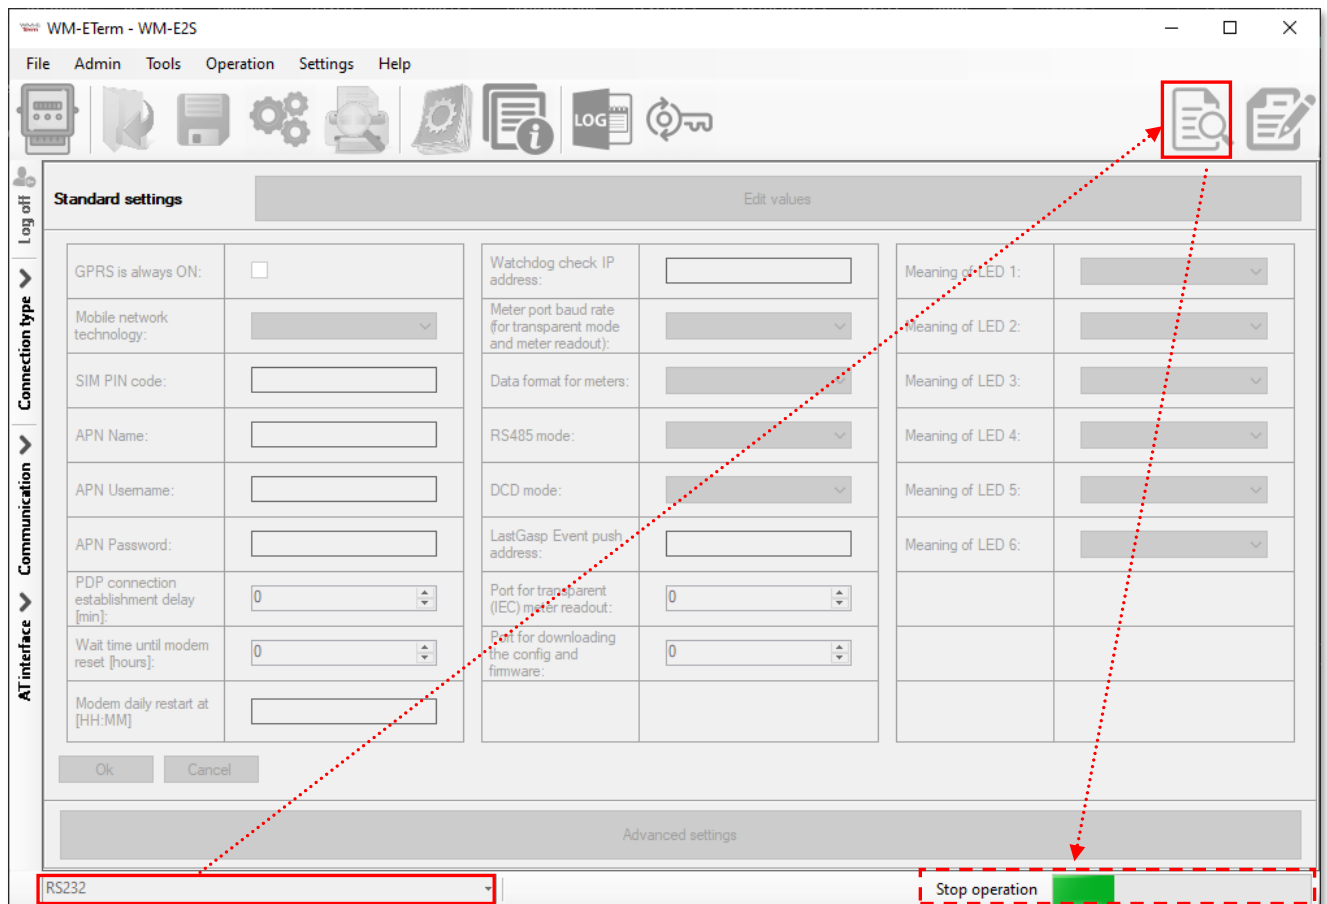 WM-ETerm - WM-E2S
File Admin Tools Operation Settings Help
LOG
Log off
Connection type
Communication
AT interface
Standard settings
Edit values
GPRS is always ON:
Mobile network
technology:
SIM PIN code:
APN Name:
APN Username:
APN Password:
PDP connection
establishment delay
[min]:
0
Wait time until modem
reset [hours]:
0
Modem daily restart at
[HH:MM]
Watchdog check IP
address:
Meter port baud rate
(for transparent mode
and meter readout):
Data format for meters:
RS485 mode:
DCD mode:
LastGasp Event push
address:
Port for transparent
(IEC) meter readout:
0
Port for downloading
the config and
firmware:
0
Meaning of LED 1:
Meaning of LED 2:
Meaning of LED 3:
Meaning of LED 4:
Meaning of LED 5:
Meaning of LED 6:
Ok
Cancel
Advanced settings
RS232
Stop operation